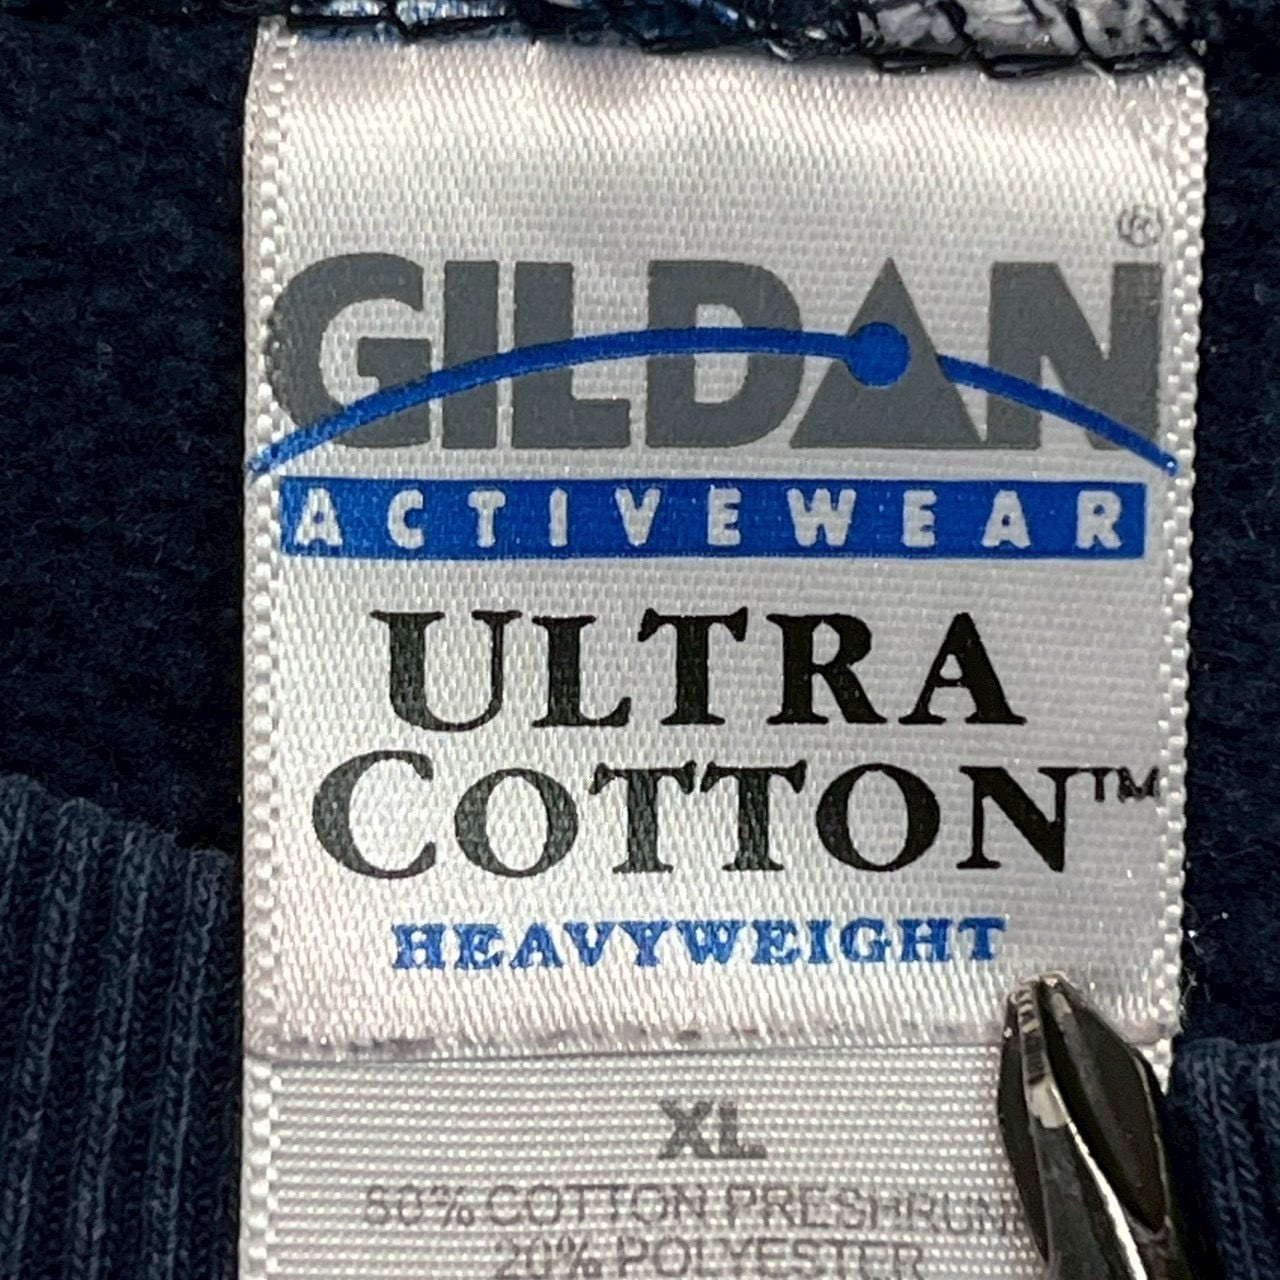 GILDAN®
ACTIVEWEAR
ULTRA
COTTON™
HEAVYWEIGHT
XL
80% COTTON PRESHRUNK
20% POLYESTER